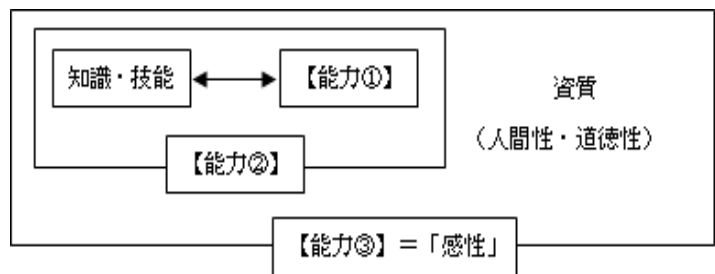 知識・技能
【能力①】
資質
(人間性・道徳性)
【能力②】
【能力③】=「感性」